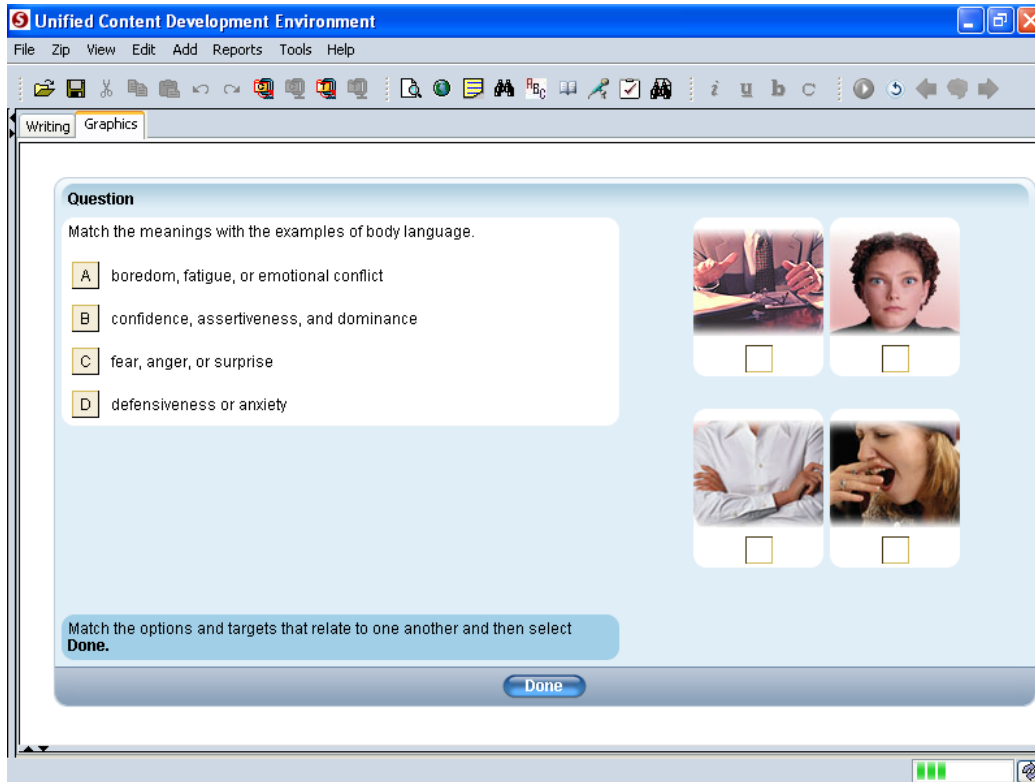 Unified Content Development Environment
File Zip View Edit Add Reports Tools Help
ABC i u b c
Writing Graphics
Question
Match the meanings with the examples of body language.
A boredom, fatigue, or emotional conflict
B confidence, assertiveness, and dominance
C fear, anger, or surprise
D defensiveness or anxiety
Match the options and targets that relate to one another and then select
Done.
Done